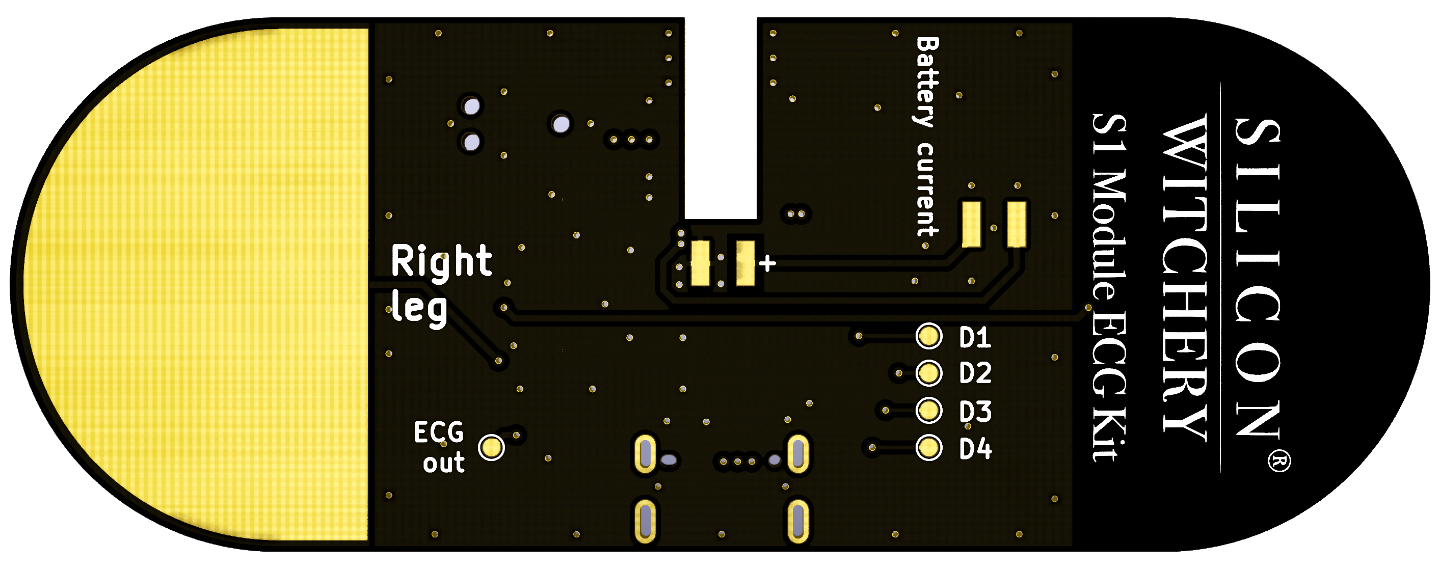 Battery current
Right
leg
+
D1
D2
D3
D4
ECG
out
SILICON®
WITCHERY
S1 Module ECG Kit